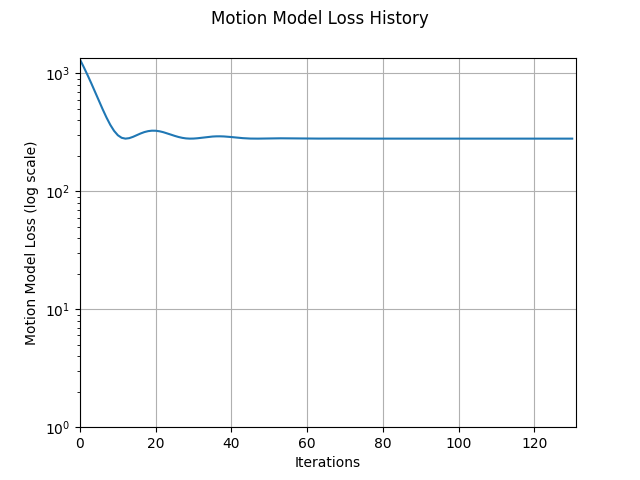 Motion Model Loss History
Motion Model Loss (log scale)
10³
10²
10¹
10⁰
0 20 40 60 80 100 120
Iterations